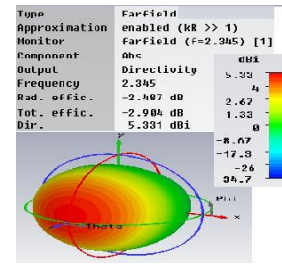 Type Farfield
Approximation enabled (kR >> 1)
Monitor farfield (f=2.345) [1]
Component Abs
Output Directivity
Frequency 2.345
Rad. effic. -2.407 dB
Tot. effic. -2.904 dB
Dir. 5.331 dBi
dBi
5.33
4
2.67
1.33
0
-8.67
-17.3
-26
34.7
y
Phi
x
Theta